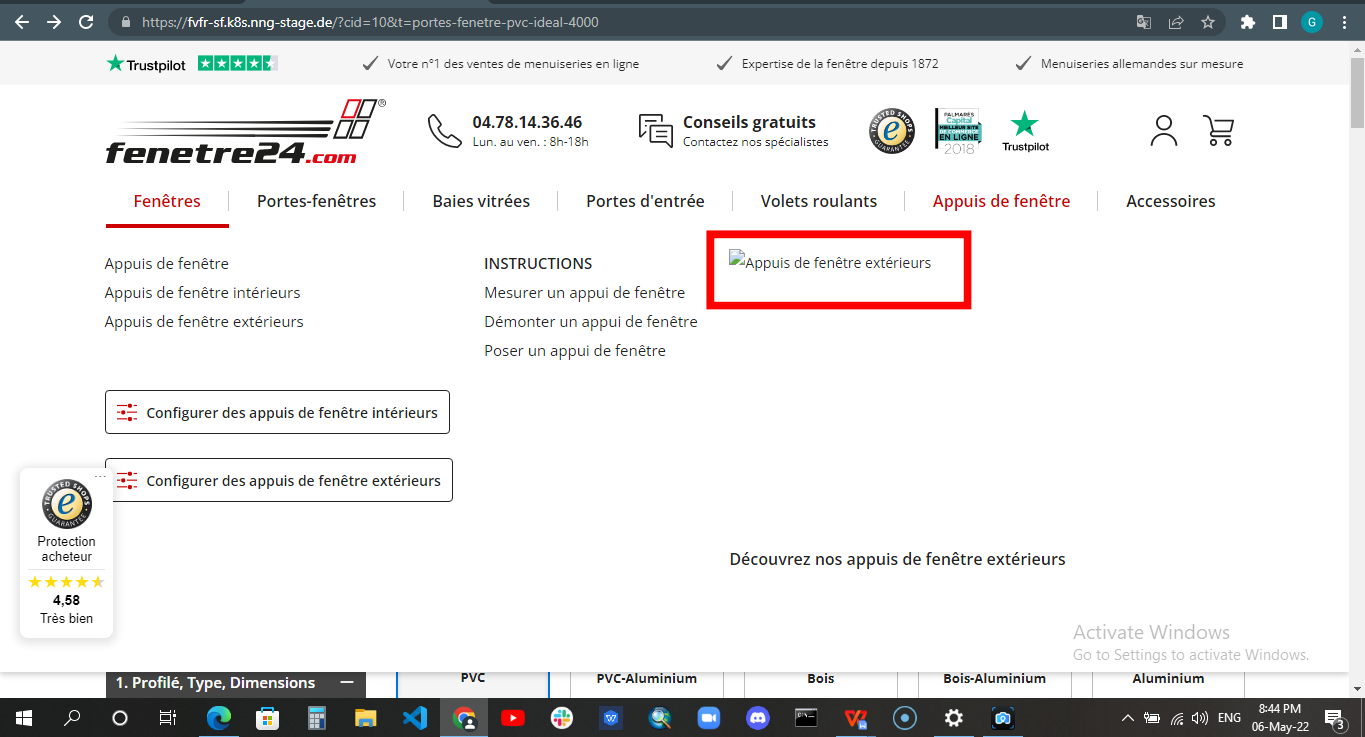 https://fvfr-sf.k8s.nng-stage.de/?cid=10&t=portes-fenetre-pvc-ideal-4000
G
Trustpilot
Votre n°1 des ventes de menuiseries en ligne
Expertise de la fenêtre depuis 1872
Menuiseries allemandes sur mesure
fenetre24.com®
04.78.14.36.46
Lun. au ven. : 8h-18h
Conseils gratuits
Contactez nos spécialistes
TRUSTED SHOPS
e
GUARANTEE
PALMARÈS
Capital
MEILLEUR SITE
EN LIGNE
2018
Trustpilot
Fenêtres
Portes-fenêtres
Baies vitrées
Portes d'entrée
Volets roulants
Appuis de fenêtre
Accessoires
Appuis de fenêtre
Appuis de fenêtre intérieurs
Appuis de fenêtre extérieurs
INSTRUCTIONS
Mesurer un appui de fenêtre
Démonter un appui de fenêtre
Poser un appui de fenêtre
Appuis de fenêtre extérieurs
Configurer des appuis de fenêtre intérieurs
Configurer des appuis de fenêtre extérieurs
...
TRUSTED SHOPS
e
GUARANTEE
Protection
acheteur
4,58
Très bien
Découvrez nos appuis de fenêtre extérieurs
Activate Windows
Go to Settings to activate Windows.
1. Profilé, Type, Dimensions
PVC
PVC-Aluminium
Bois
Bois-Aluminium
Aluminium
ENG
8:44 PM
06-May-22
3